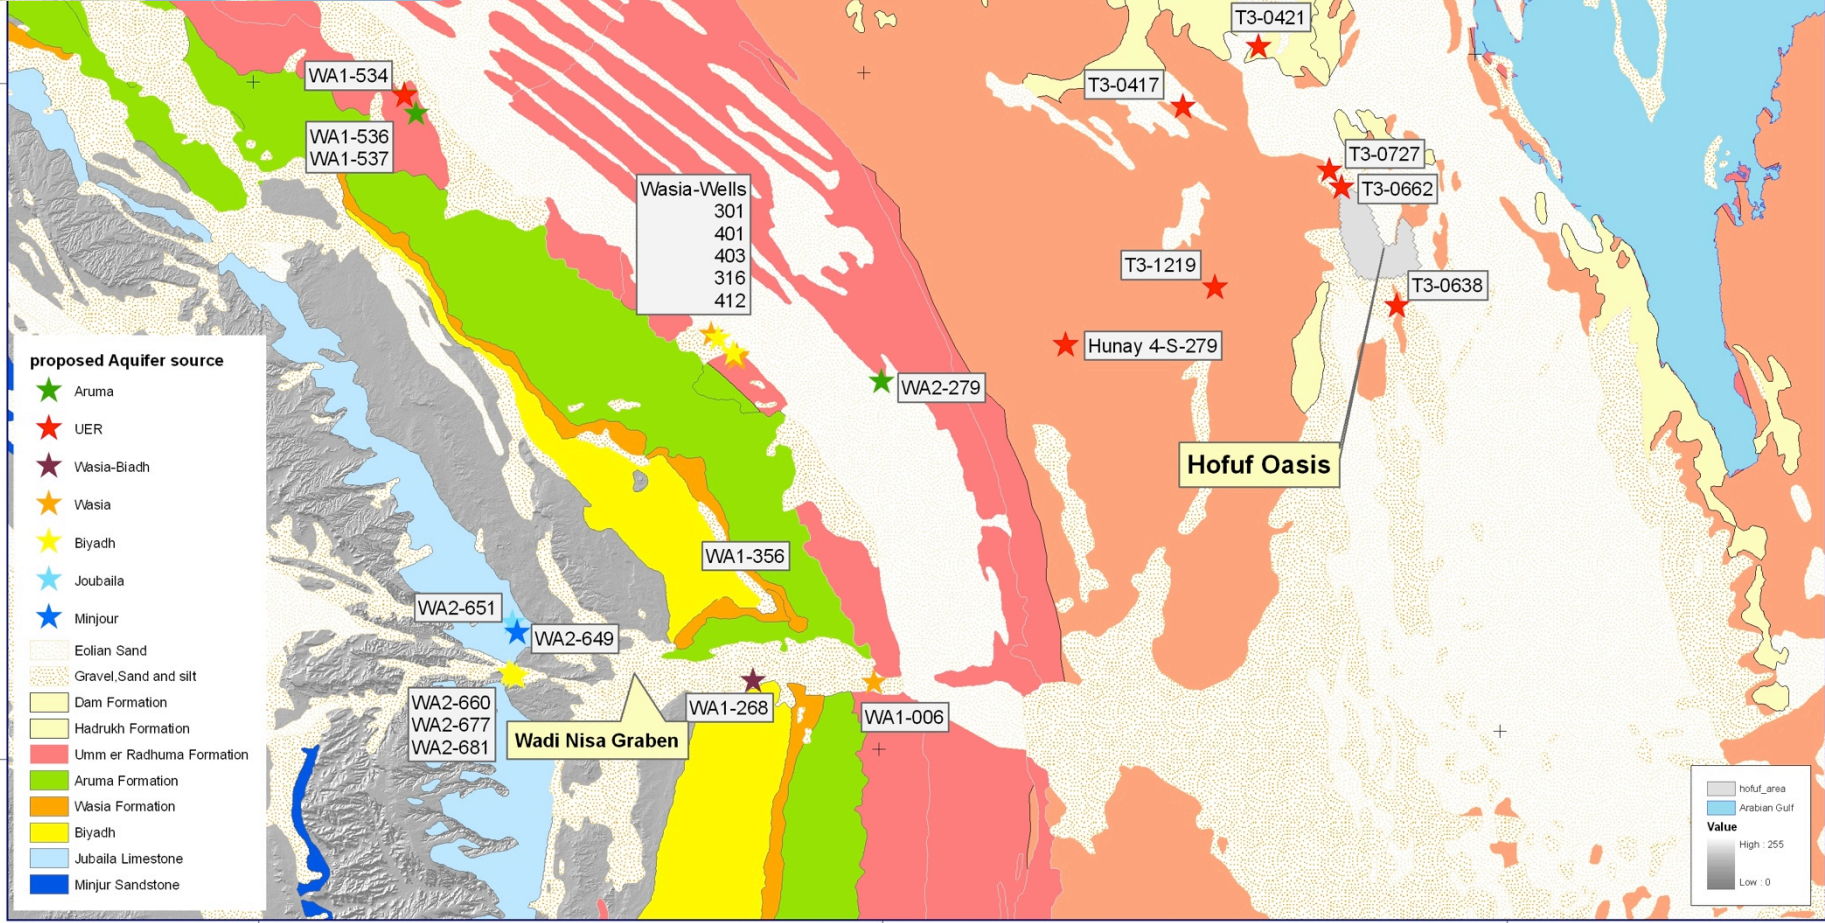 T3-0421
WA1-534
T3-0417
WA1-536
WA1-537
T3-0727
T3-0662
Wasia-Wells
301
401
403
316
412
T3-1219
T3-0638
Hunay 4-S-279
WA2-279
Hofuf Oasis
WA1-356
WA2-651
WA2-649
WA2-660
WA2-677
WA2-681
WA1-268
WA1-006
Wadi Nisa Graben
proposed Aquifer source
Aruma
UER
Wasia-Biadh
Wasia
Biyadh
Joubaila
Minjour
Eolian Sand
Gravel,Sand and silt
Dam Formation
Hadrukh Formation
Umm er Radhuma Formation
Aruma Formation
Wasia Formation
Biyadh
Jubaila Limestone
Minjur Sandstone
hofuf_area
Arabian Gulf
Value
High : 255
Low : 0